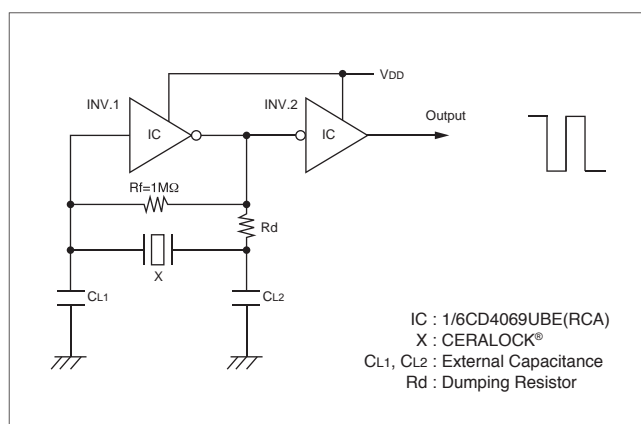 VDD
INV.1
INV.2
IC
IC
Output
Rf=1MΩ
Rd
X
CL1
CL2
IC : 1/6CD4069UBE(RCA)
X : CERALOCK®
CL1, CL2 : External Capacitance
Rd : Dumping Resistor